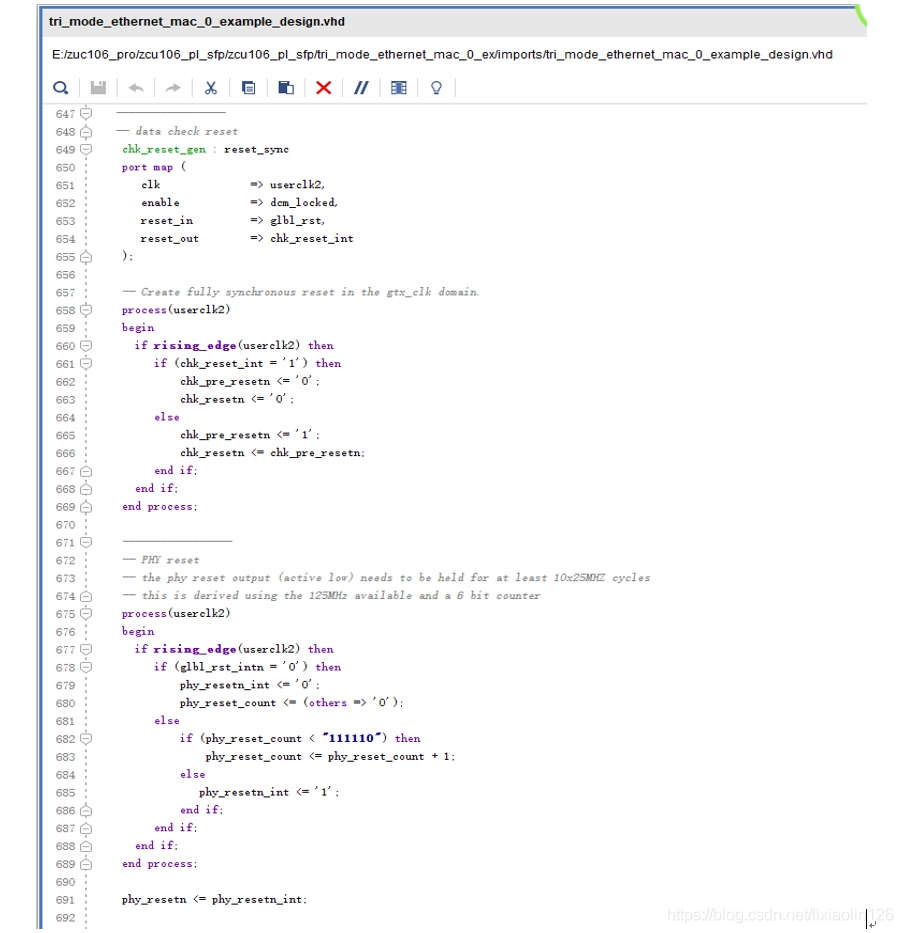 tri_mode_ethernet_mac_0_example_design.vhd
E:/zuc106_pro/zcu106_pl_sfp/zcu106_pl_sfp/tri_mode_ethernet_mac_0_ex/imports/tri_mode_ethernet_mac_0_example_design.vhd
647 --------------------
648 -- data check reset
649 chk_reset_gen : reset_sync
650 port map (
651 clk => userclk2,
652 enable => dcm_locked,
653 reset_in => glbl_rst,
654 reset_out => chk_reset_int
655 );
656
657 -- Create fully synchronous reset in the gtx_clk domain.
658 process(userclk2)
659 begin
660 if rising_edge(userclk2) then
661 if (chk_reset_int = '1') then
662 chk_pre_resetn <= '0';
663 chk_resetn <= '0';
664 else
665 chk_pre_resetn <= '1';
666 chk_resetn <= chk_pre_resetn;
667 end if;
668 end if;
669 end process;
670
671 --------------------
672 -- PHY reset
673 -- the phy reset output (active low) needs to be held for at least 10x25MHZ cycles
674 -- this is derived using the 125MHz available and a 6 bit counter
675 process(userclk2)
676 begin
677 if rising_edge(userclk2) then
678 if (glbl_rst_intn = '0') then
679 phy_resetn_int <= '0';
680 phy_reset_count <= (others => '0');
681 else
682 if (phy_reset_count < "111110") then
683 phy_reset_count <= phy_reset_count + 1;
684 else
685 phy_resetn_int <= '1';
686 end if;
687 end if;
688 end if;
689 end process;
690
691 phy_resetn <= phy_resetn_int;
692
https://blog.csdn.net/lixiaolin126